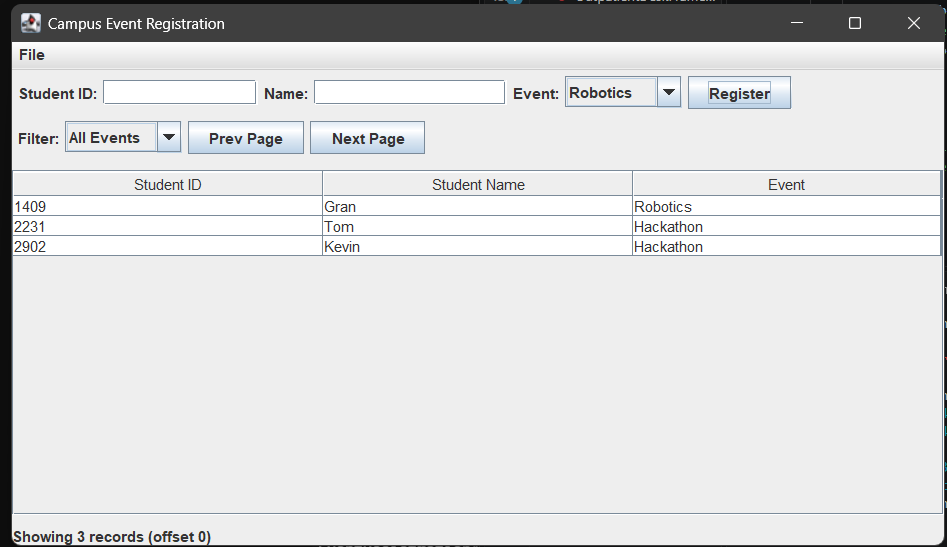 Campus Event Registration
File
Student ID: Name: Event: Robotics Register
Filter: All Events Prev Page Next Page
Student ID Student Name Event
1409 Gran Robotics
2231 Tom Hackathon
2902 Kevin Hackathon
Showing 3 records (offset 0)